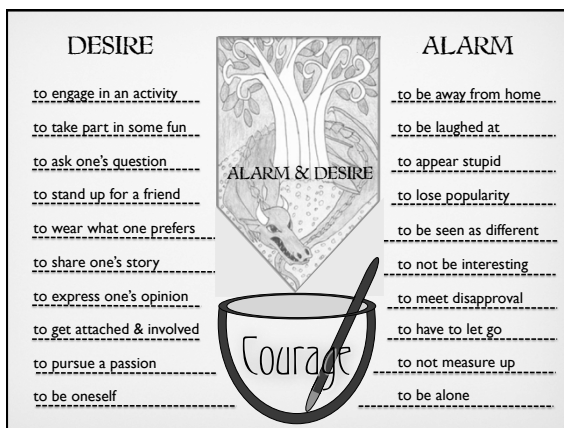 DESIRE
to engage in an activity
to take part in some fun
to ask one's question
to stand up for a friend
to wear what one prefers
to share one's story
to express one's opinion
to get attached & involved
to pursue a passion
to be oneself
ALARM & DESIRE
Courage
ALARM
to be away from home
to be laughed at
to appear stupid
to lose popularity
to be seen as different
to not be interesting
to meet disapproval
to have to let go
to not measure up
to be alone